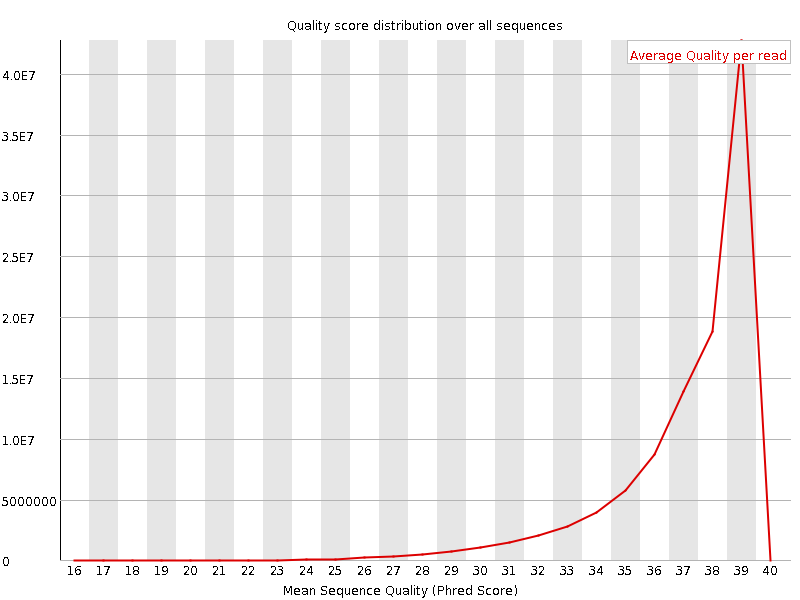 Quality score distribution over all sequences
Average Quality per read
4.0E7
3.5E7
3.0E7
2.5E7
2.0E7
1.5E7
1.0E7
5000000
0
16 17 18 19 20 21 22 23 24 25 26 27 28 29 30 31 32 33 34 35 36 37 38 39 40
Mean Sequence Quality (Phred Score)